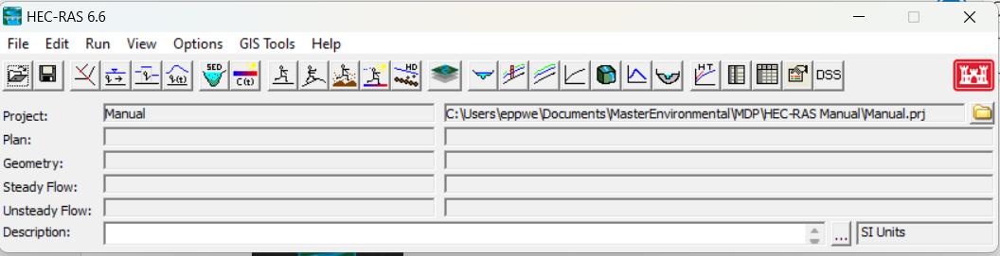 HEC-RAS 6.6
File Edit Run View Options GIS Tools Help
SED C(t) HD HT DSS
Project: Manual C:\Users\eppwe\Documents\MasterEnvironmental\MDP\HEC-RAS Manual\Manual.prj
Plan:
Geometry:
Steady Flow:
Unsteady Flow:
Description: ... SI Units